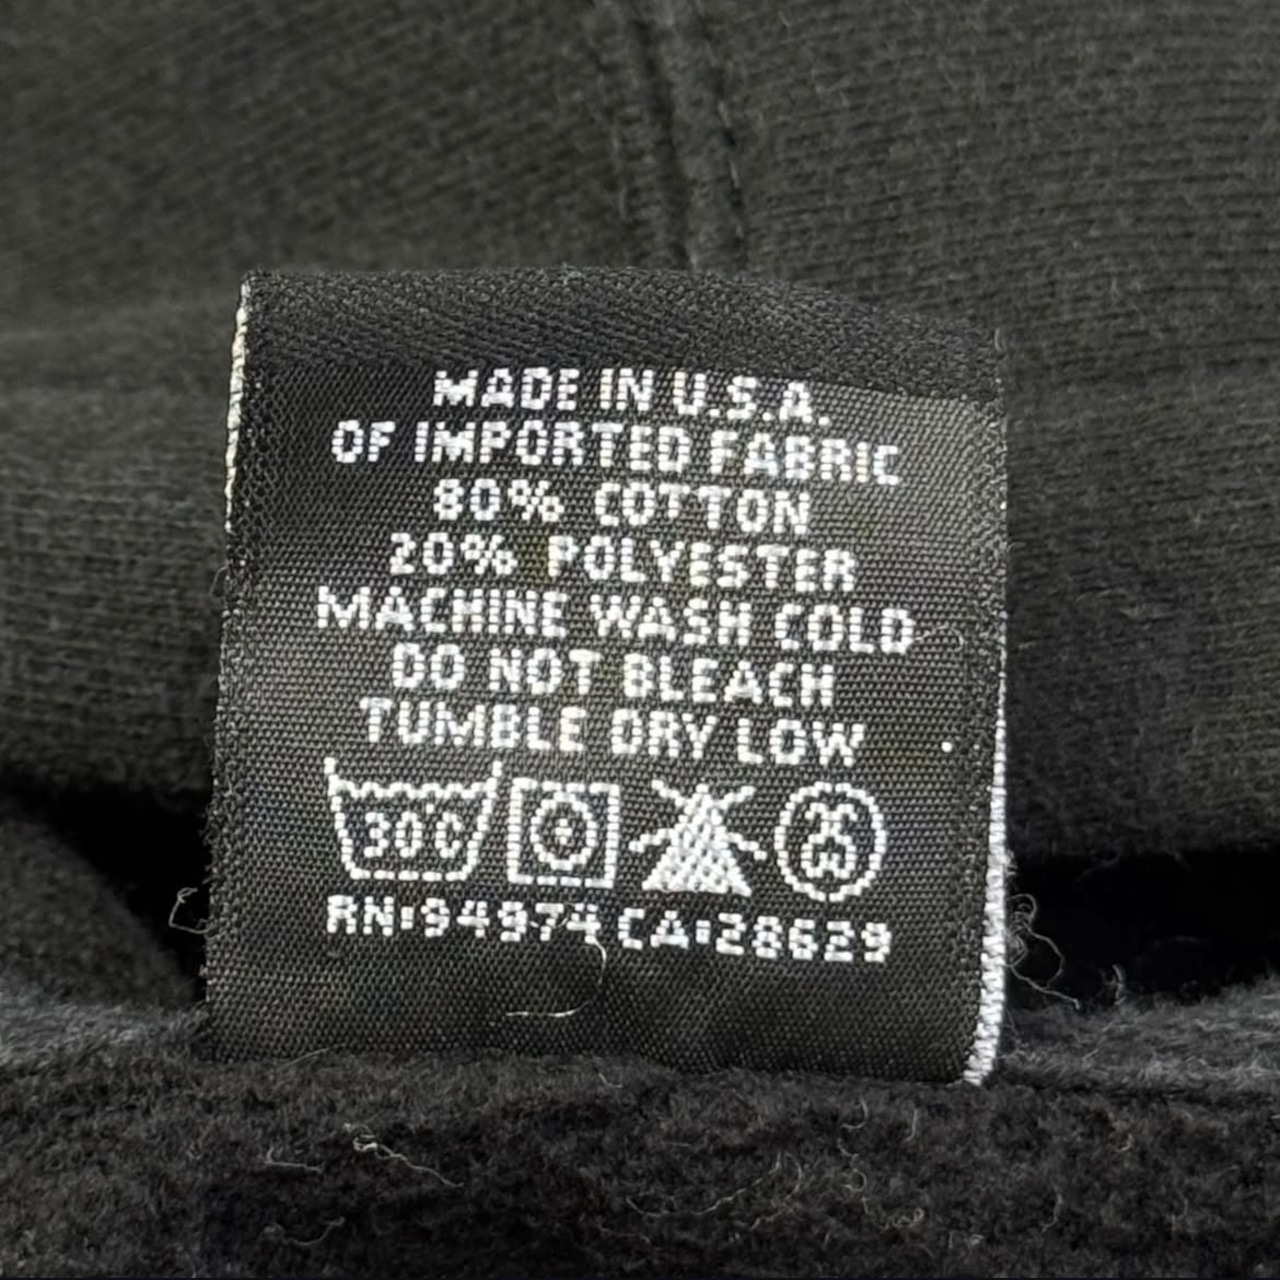 MADE IN U.S.A.
OF IMPORTED FABRIC
80% COTTON
20% POLYESTER
MACHINE WASH COLD
DO NOT BLEACH
TUMBLE DRY LOW
30°C
RN:94974 CA:28629